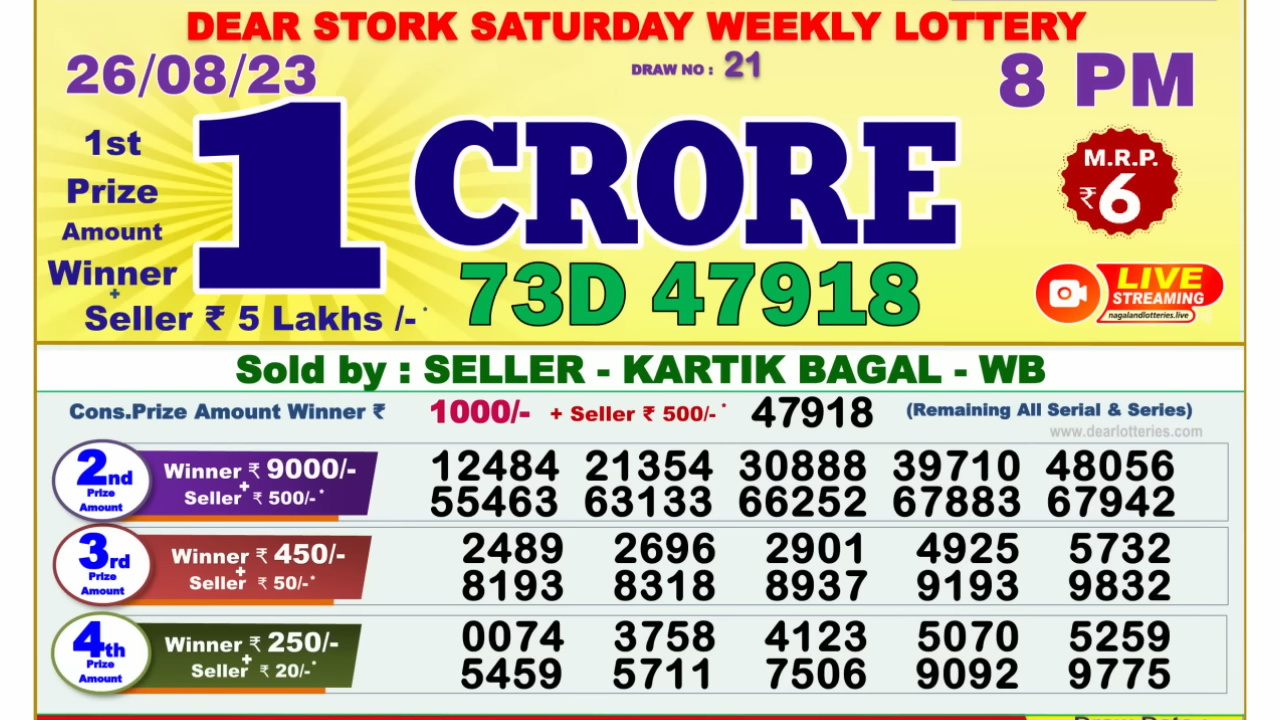 DEAR STORK SATURDAY WEEKLY LOTTERY
26/08/23
DRAW NO : 21
8 PM
1st
Prize
Amount
Winner
+
Seller ₹ 5 Lakhs /-*
1 CRORE
73D 47918
M.R.P.
₹6
LIVE
STREAMING
nagalandlotteries.live
Sold by : SELLER - KARTIK BAGAL - WB
Cons.Prize Amount Winner ₹ 1000/- + Seller ₹ 500/-* 47918 (Remaining All Serial & Series)
www.dearlotteries.com
2nd
Prize
Amount
Winner ₹ 9000/-
+
Seller ₹ 500/-*
12484 21354 30888 39710 48056
55463 63133 66252 67883 67942
3rd
Prize
Amount
Winner ₹ 450/-
+
Seller ₹ 50/-*
2489 2696 2901 4925 5732
8193 8318 8937 9193 9832
4th
Prize
Amount
Winner ₹ 250/-
+
Seller ₹ 20/-*
0074 3758 4123 5070 5259
5459 5711 7506 9092 9775